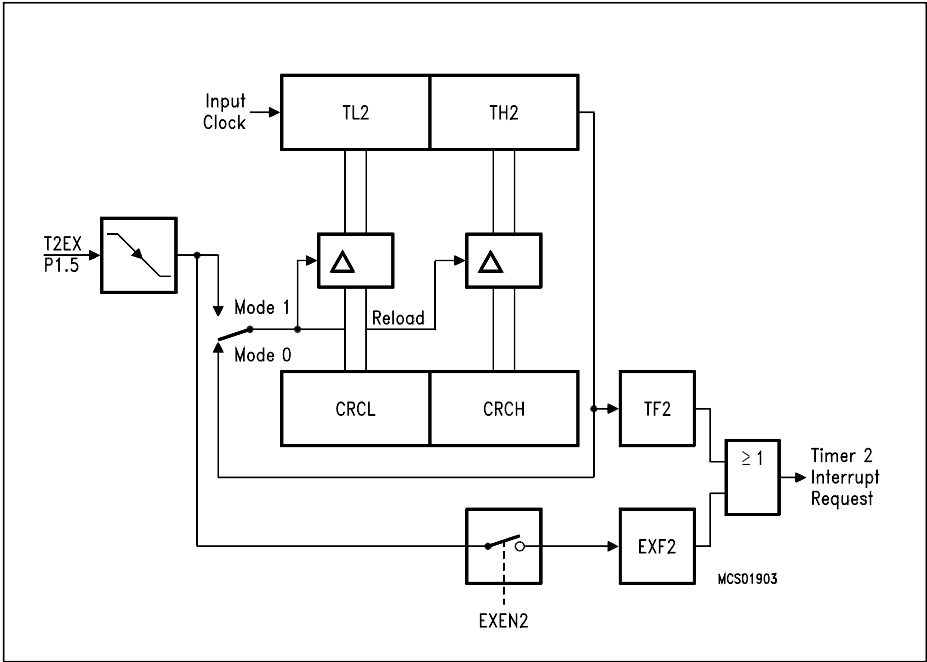 Input
Clock
TL2
TH2
T2EX
P1.5
Mode 1
Reload
Mode 0
CRCL
CRCH
TF2
≥ 1
Timer 2
Interrupt
Request
EXF2
MCS01903
EXEN2